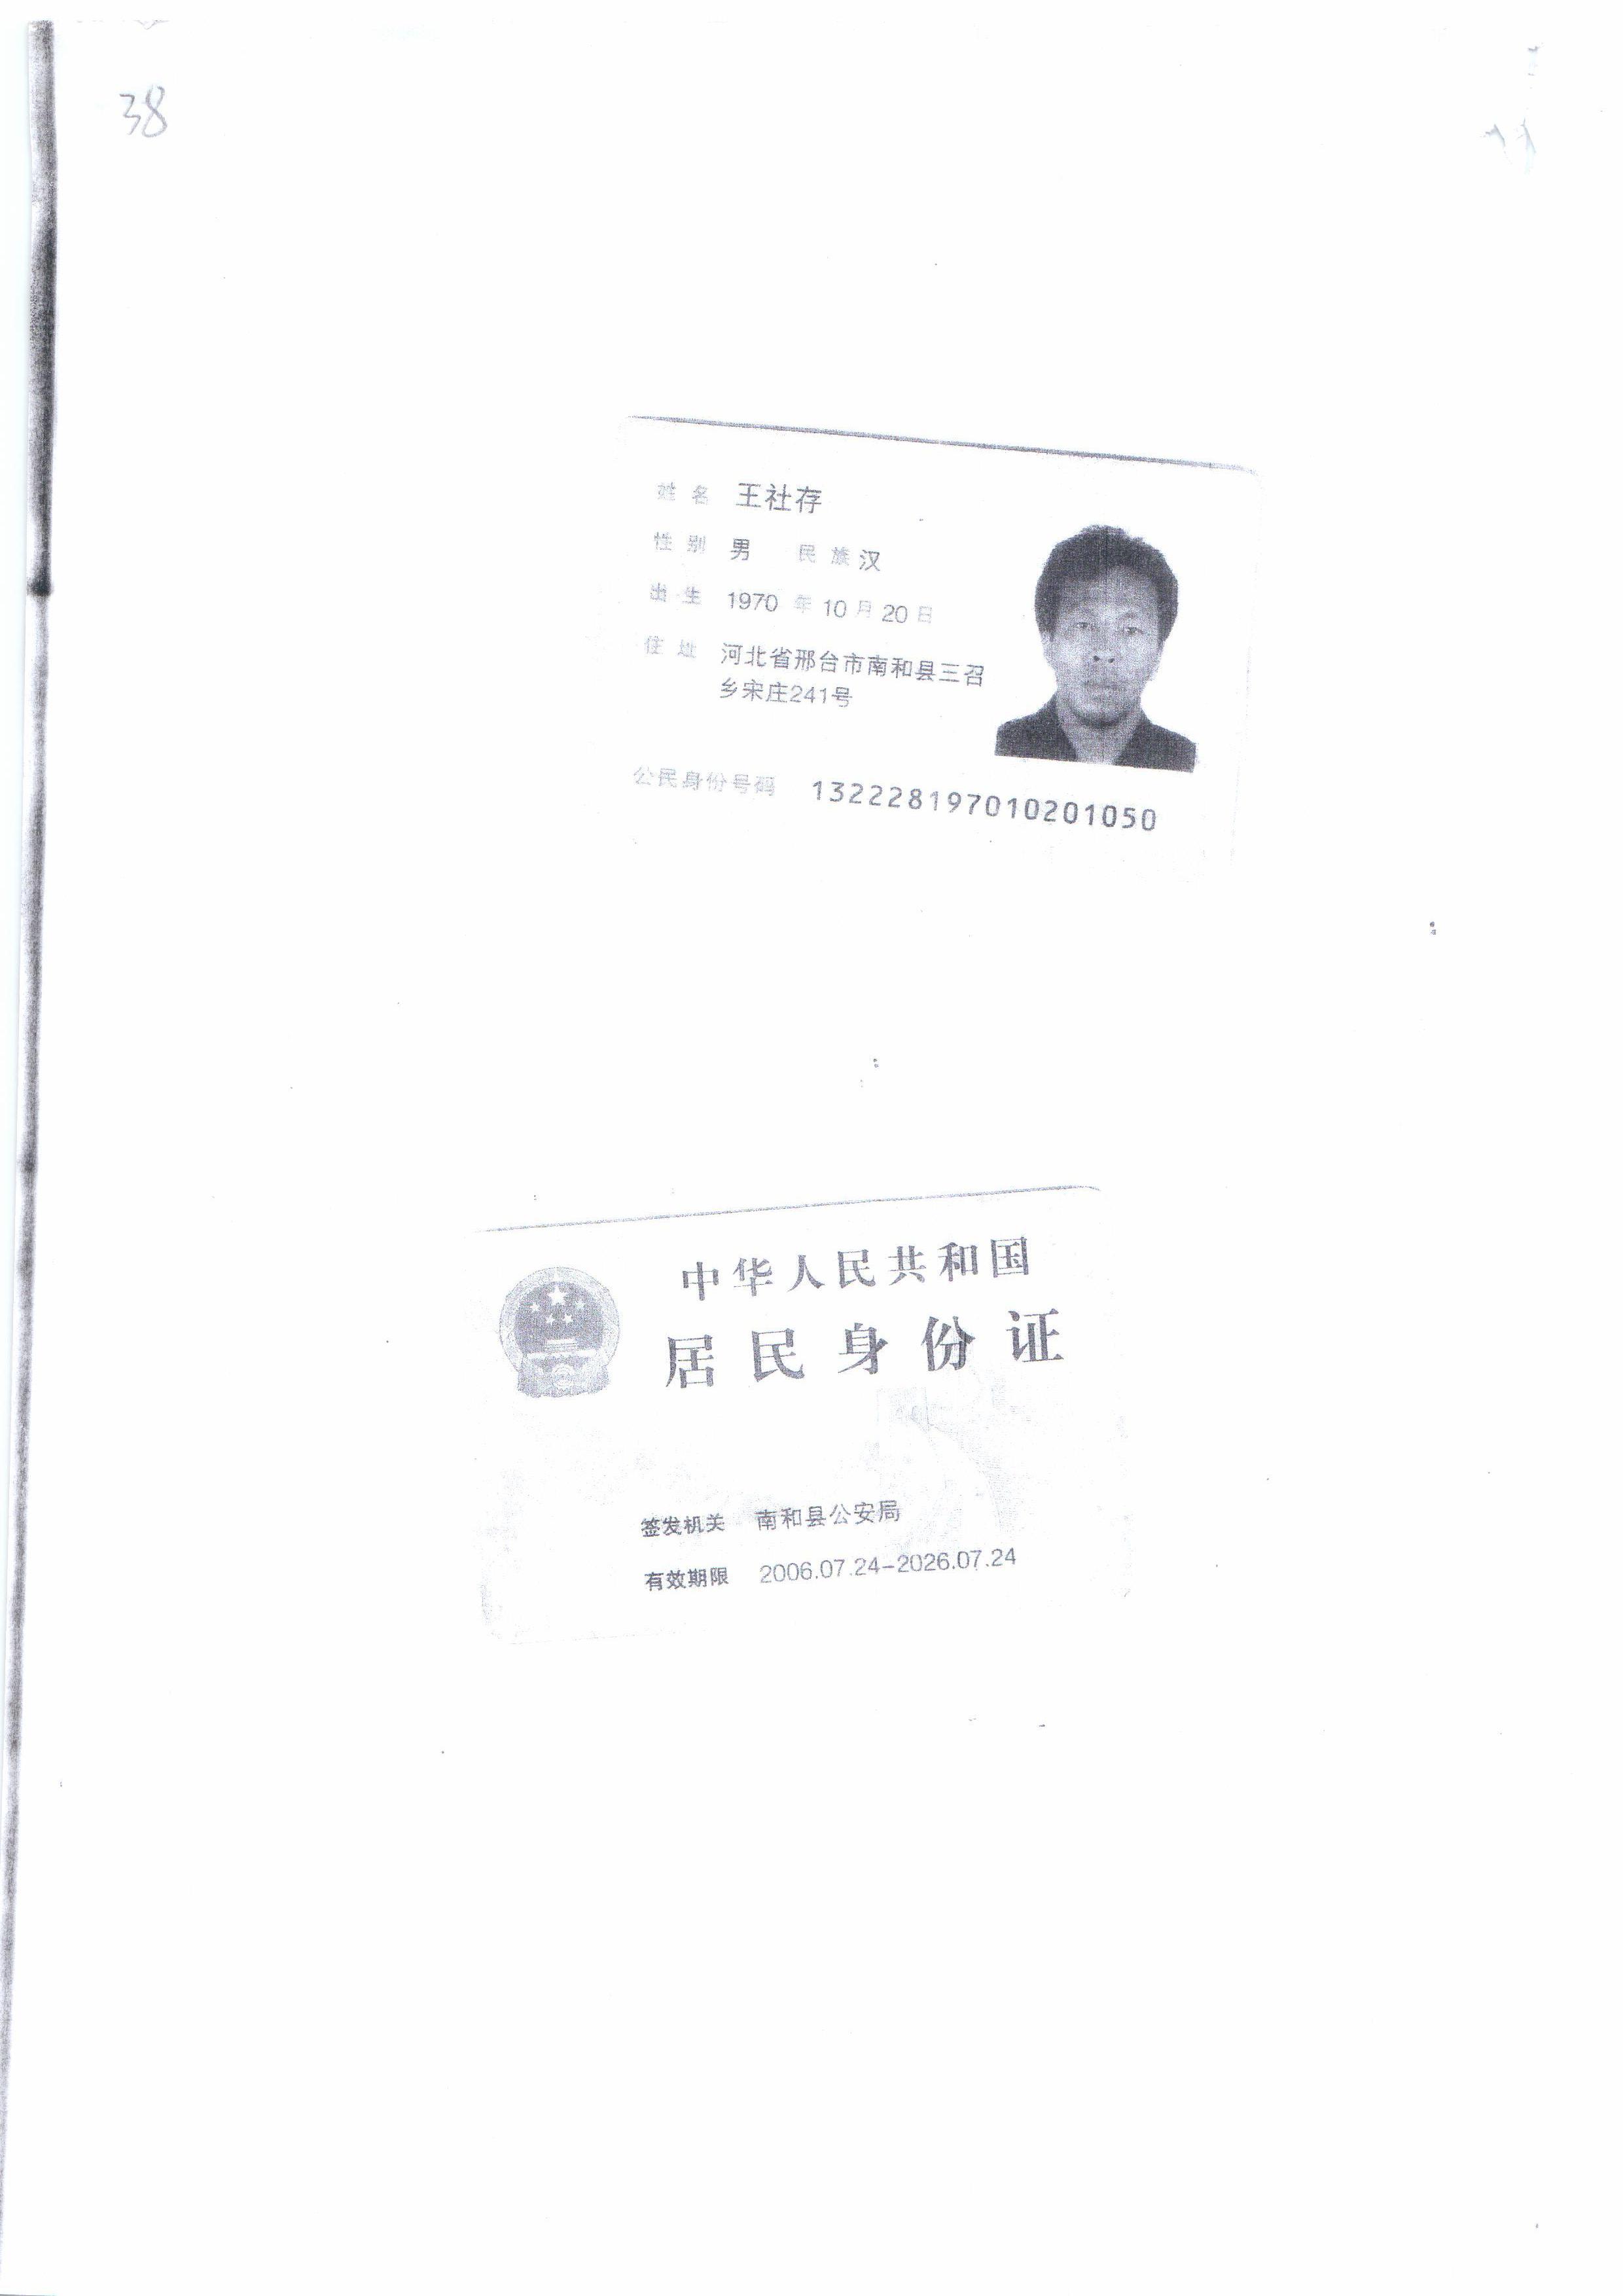 38
姓名 王社存
性别 男 民族 汉
出生 1970 年 10 月 20 日
住址 河北省邢台市南和县三召
乡宋庄241号
公民身份号码 132228197010201050
中华人民共和国
居民身份证
签发机关 南和县公安局
有效期限 2006.07.24-2026.07.24